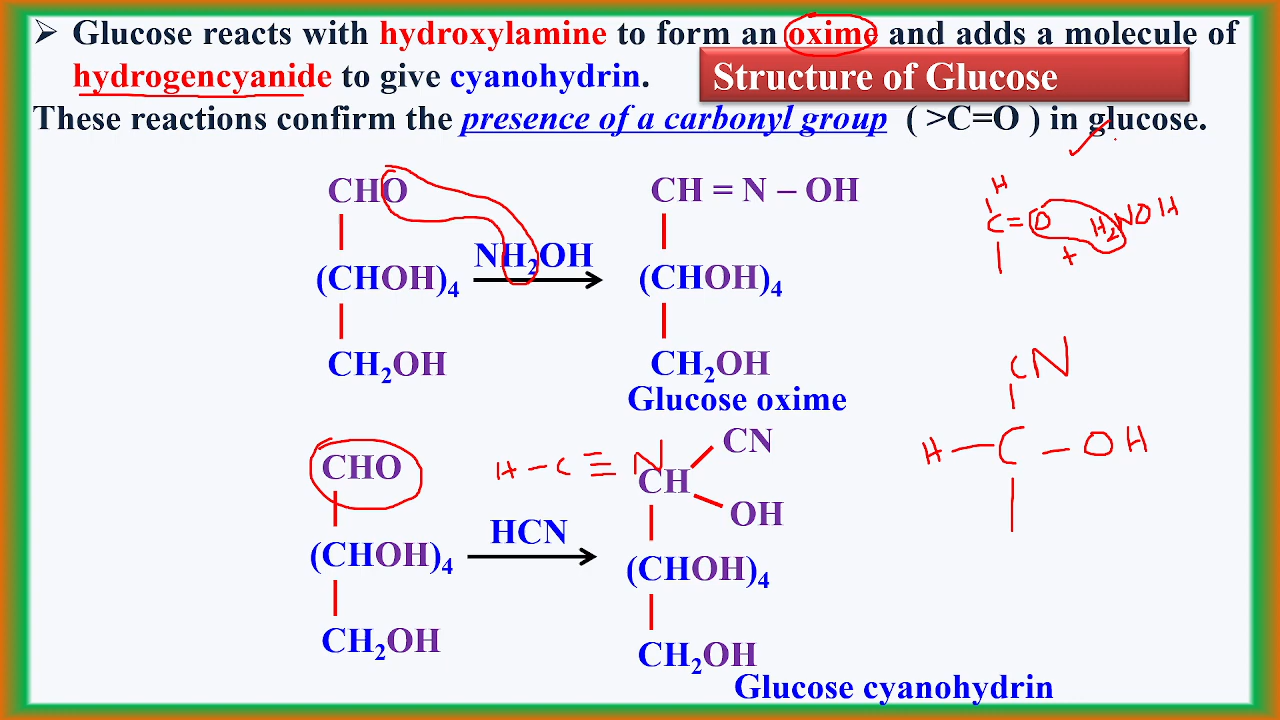 ➢ Glucose reacts with hydroxylamine to form an oxime and adds a molecule of
hydrogencyanide to give cyanohydrin.
Structure of Glucose
These reactions confirm the presence of a carbonyl group ( >C=O ) in glucose.
CHO
(CHOH)₄
CH₂OH
NH₂OH
CH = N – OH
(CHOH)₄
CH₂OH
Glucose oxime
H
C = O H₂NOH
+
CHO
(CHOH)₄
CH₂OH
H – C ≡ N
HCN
CN
CH
OH
(CHOH)₄
CH₂OH
Glucose cyanohydrin
CN
H – C – OH